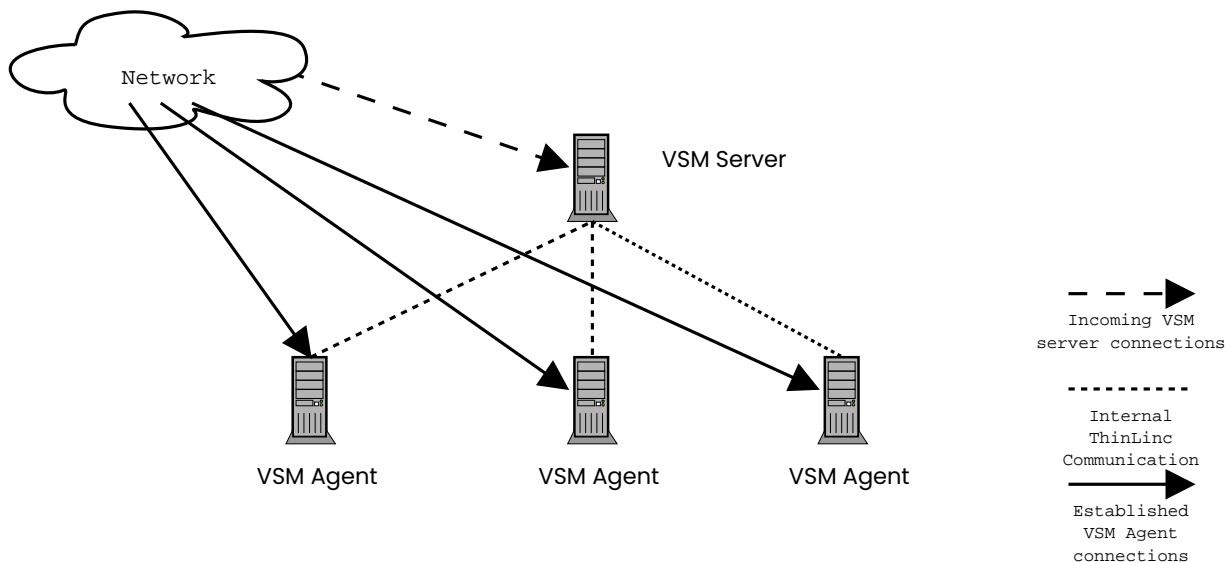 Network
VSM Server
VSM Agent
VSM Agent
VSM Agent
Incoming VSM
server connections
Internal
ThinLinc
Communication
Established
VSM Agent
connections